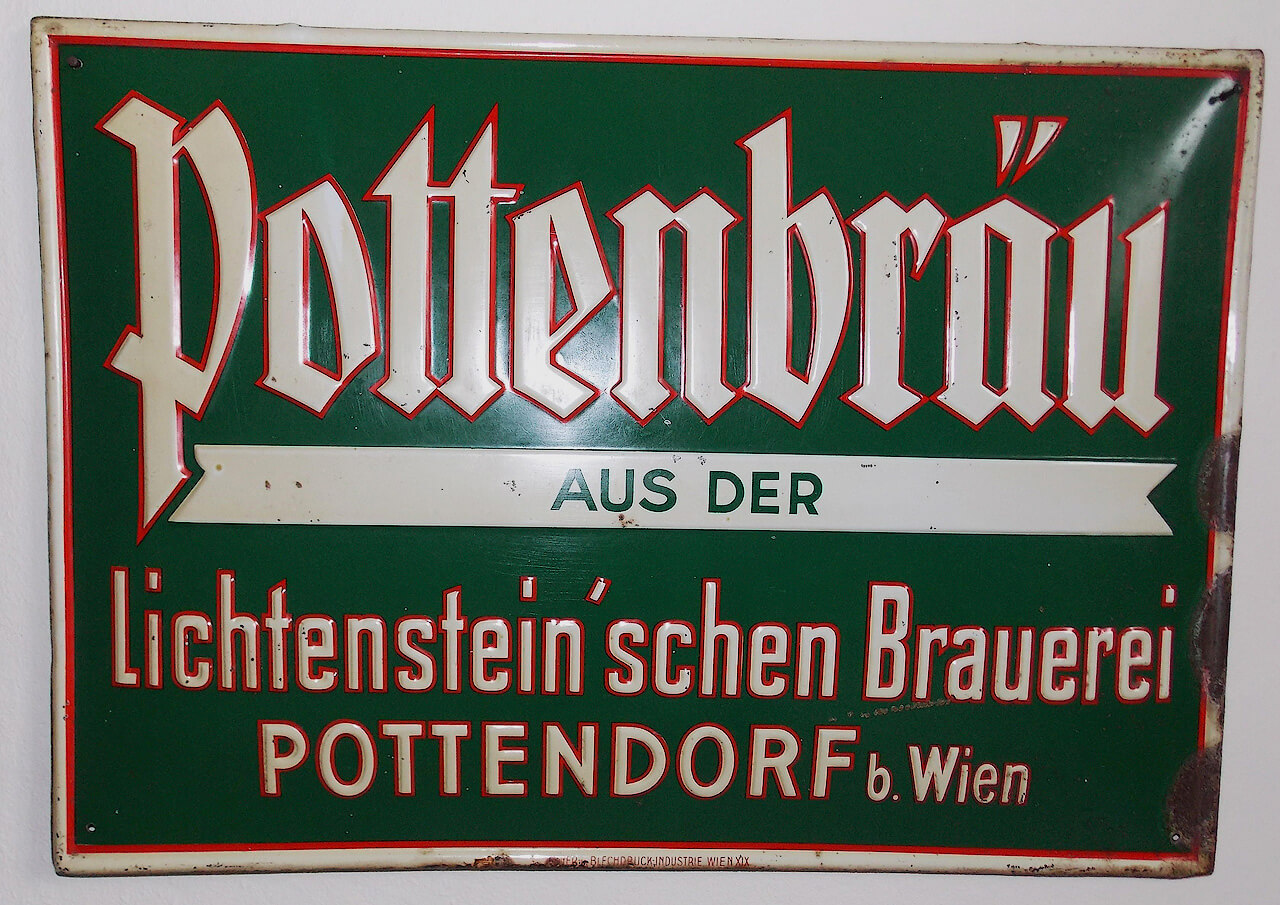 Pottenbräu
AUS DER
Lichtenstein'schen Brauerei
POTTENDORF b. Wien
BLECHDRUCK-INDUSTRIE WIEN XIX